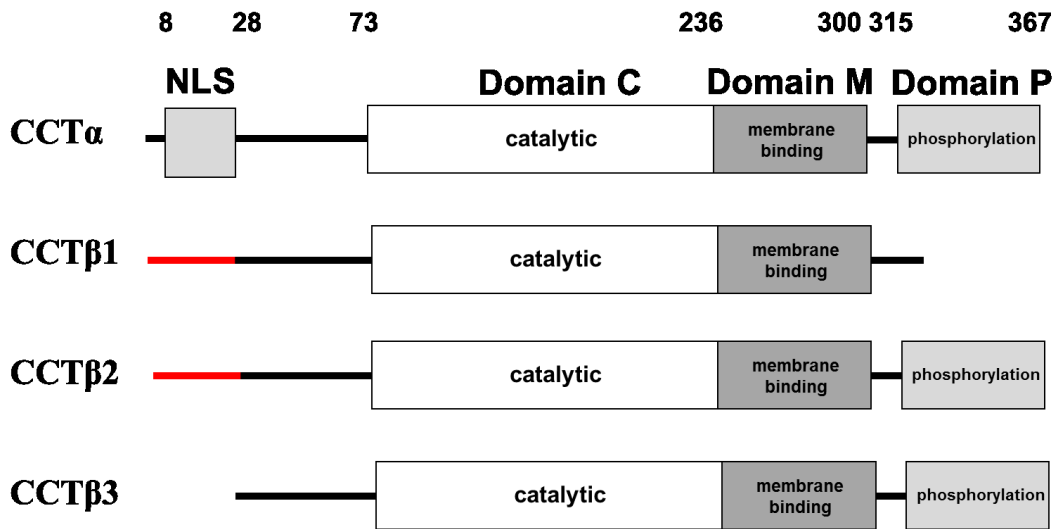 8 28 73 236 300 315 367
NLS Domain C Domain M Domain P
CCTα catalytic membrane binding phosphorylation
CCTβ1 catalytic membrane binding
CCTβ2 catalytic membrane binding phosphorylation
CCTβ3 catalytic membrane binding phosphorylation